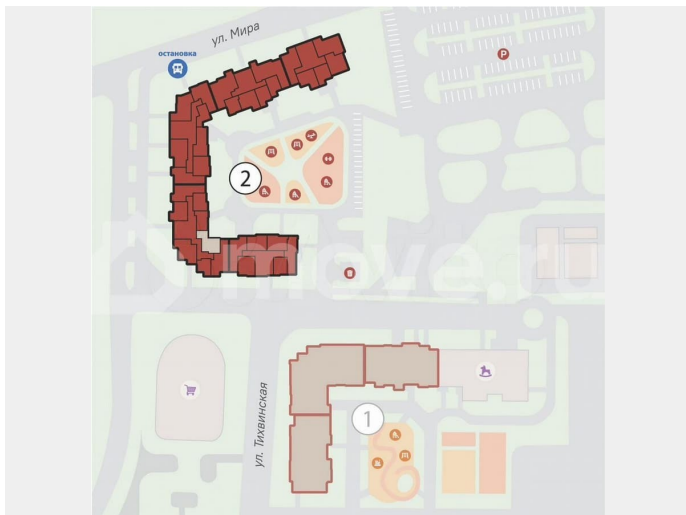 ул. Мира
остановка
P
2
move.ru
ул. Тихвинская
1